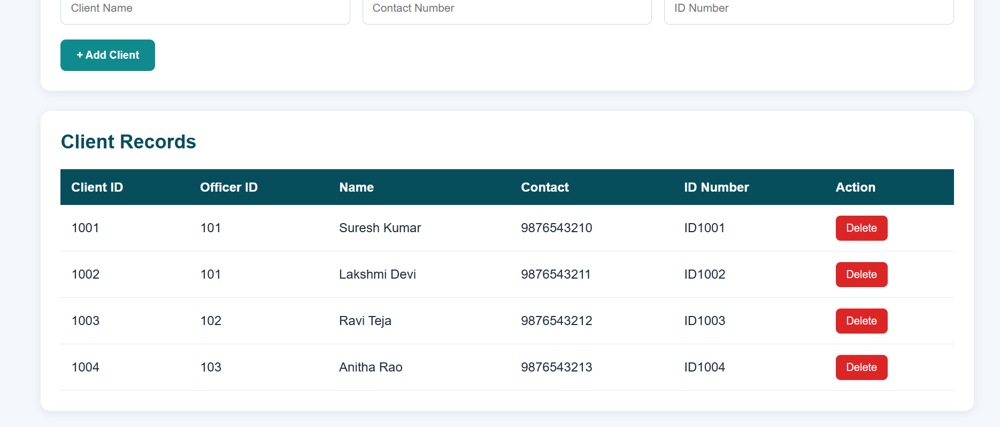 Client Name Contact Number ID Number
+ Add Client
Client Records
Client ID Officer ID Name Contact ID Number Action
1001 101 Suresh Kumar 9876543210 ID1001 Delete
1002 101 Lakshmi Devi 9876543211 ID1002 Delete
1003 102 Ravi Teja 9876543212 ID1003 Delete
1004 103 Anitha Rao 9876543213 ID1004 Delete